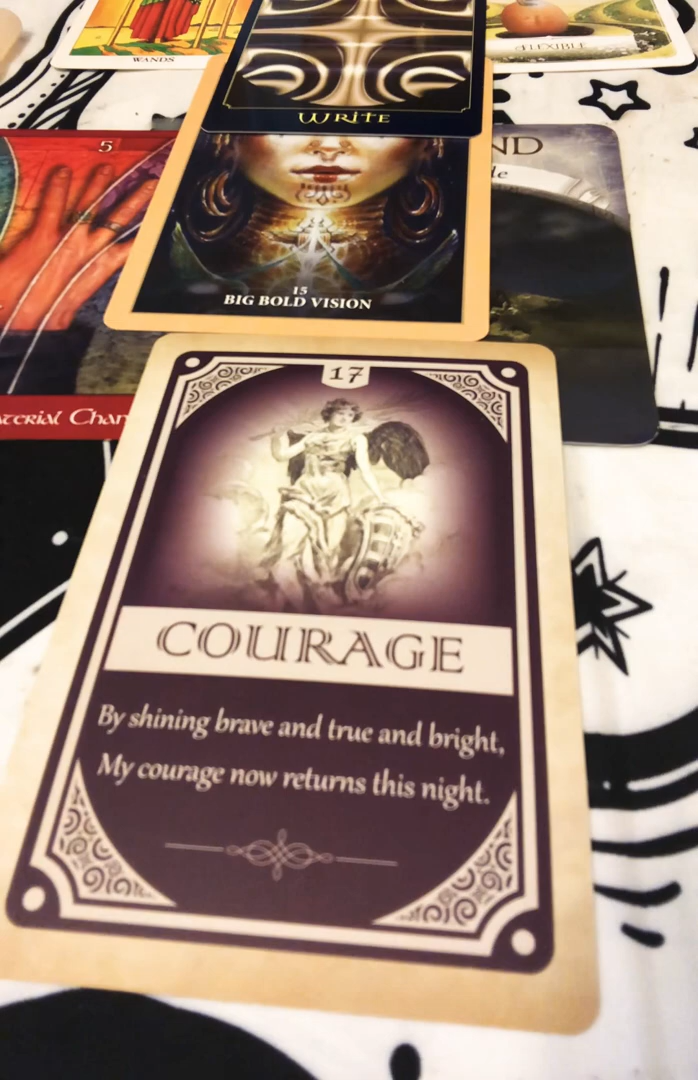 WANDS
FLEXIBLE
WRITE
5
ND
le
15
BIG BOLD VISION
aterial Chan
17
COURAGE
By shining brave and true and bright,
My courage now returns this night.